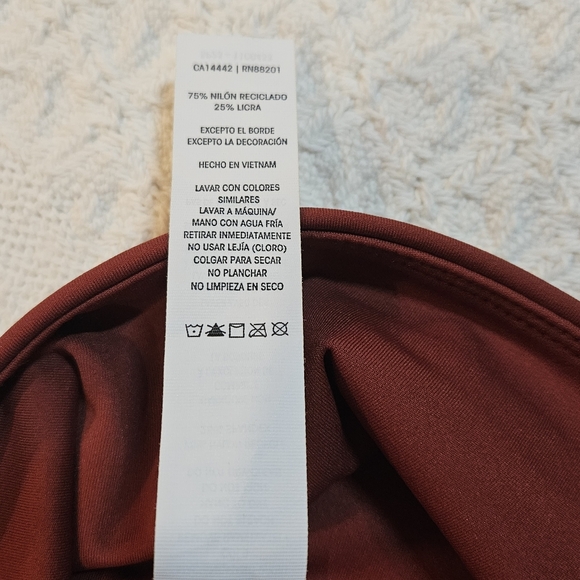 CA14442 | RN88201
75% NILÓN RECICLADO
25% LICRA
EXCEPTO EL BORDE
EXCEPTO LA DECORACIÓN
HECHO EN VIETNAM
LAVAR CON COLORES
SIMILARES
LAVAR A MÁQUINA/
MANO CON AGUA FRÍA
RETIRAR INMEDIATAMENTE
NO USAR LEJÍA (CLORO)
COLGAR PARA SECAR
NO PLANCHAR
NO LIMPIEZA EN SECO